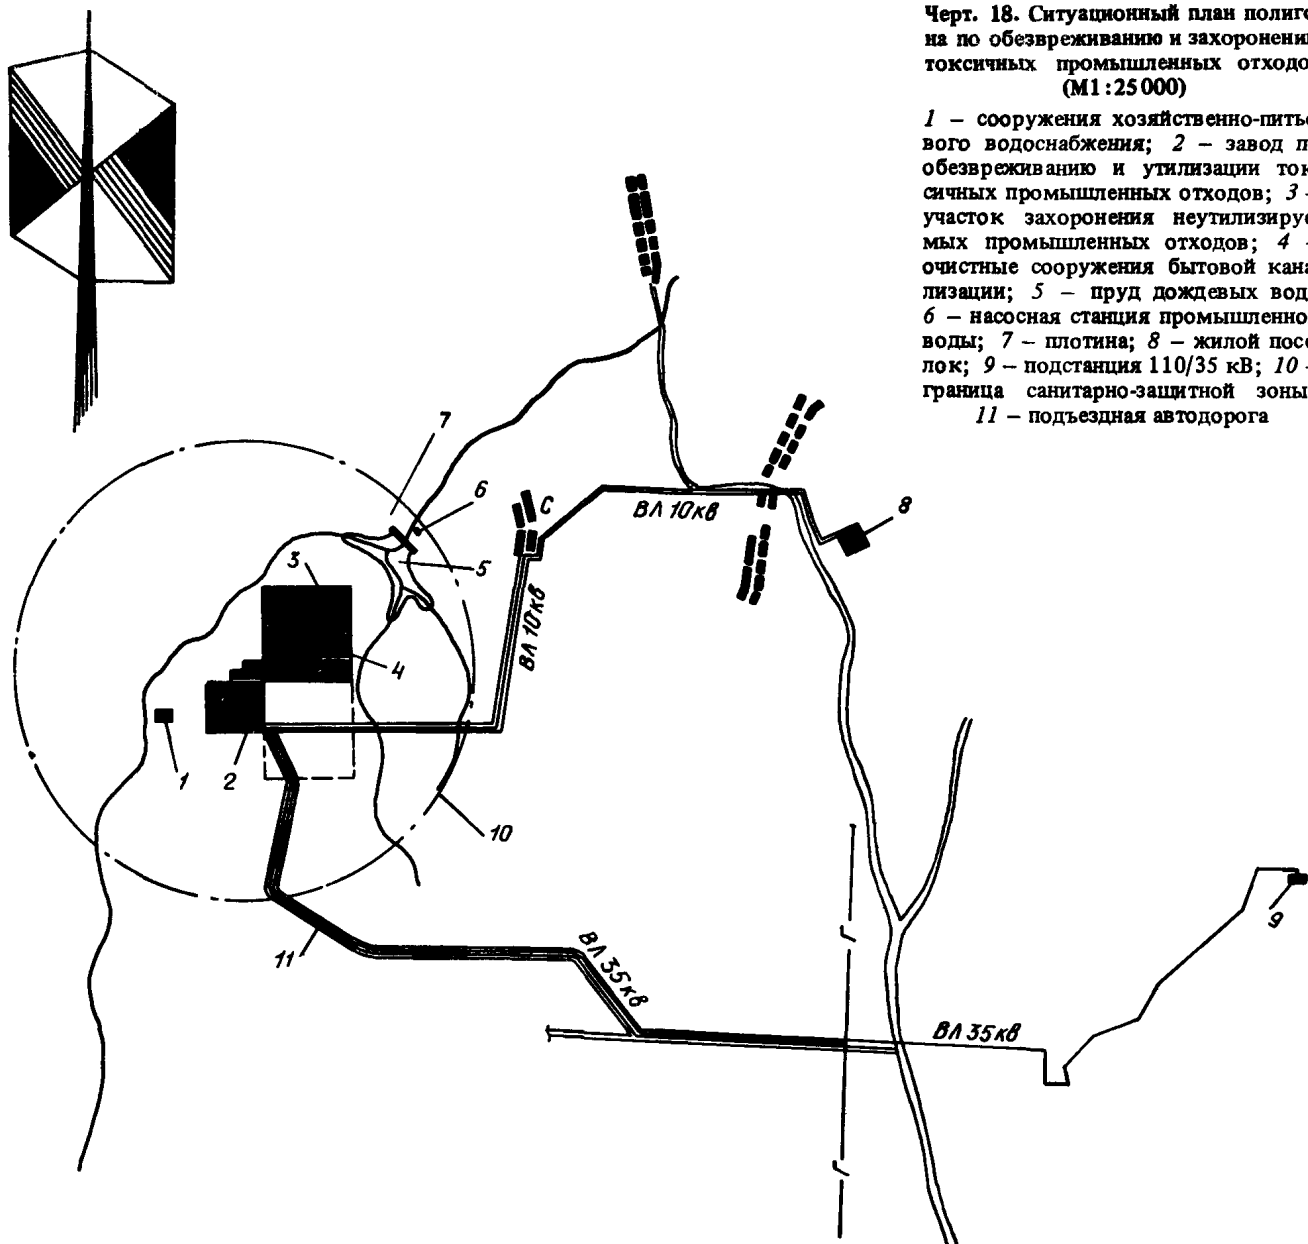 Черт. 18. Ситуационный план полиго
на по обезвреживанию и захоронени
токсичных промышленных отходо
(М1:25 000)
1 – сооружения хозяйственно-питье
вого водоснабжения; 2 – завод п
обезвреживанию и утилизации ток
сичных промышленных отходов; 3 –
участок захоронения неутилизируе
мых промышленных отходов; 4 –
очистные сооружения бытовой кана
лизации; 5 – пруд дождевых вод
6 – насосная станция промышленно
воды; 7 – плотина; 8 – жилой посе
лок; 9 – подстанция 110/35 кВ; 10 –
граница санитарно-защитной зоны
11 – подъездная автодорога
7
6
С
ВЛ 10кв
8
3
5
ВЛ 10кв
4
1
2
10
9
Г
11
ВЛ 35кв
ВЛ 35кв
Г